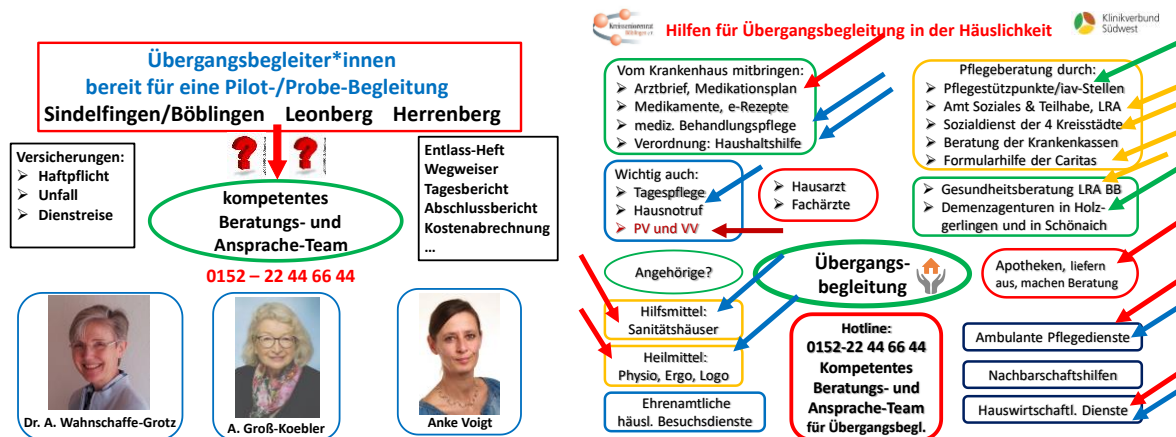 Übergangsbegleiter*innen
bereit für eine Pilot-/Probe-Begleitung
Sindelfingen/Böblingen Leonberg Herrenberg
Versicherungen:
➢ Haftpflicht
➢ Unfall
➢ Dienstreise
? ?
kompetentes
Beratungs- und
Ansprache-Team
0152 – 22 44 66 44
Entlass-Heft
Wegweiser
Tagesbericht
Abschlussbericht
Kostenabrechnung
…
Dr. A. Wahnschaffe-Grotz
A. Groß-Koebler
Anke Voigt
Kreisseniorenrat
Böblingen e.V.
Hilfen für Übergangsbegleitung in der Häuslichkeit
Klinikverbund
Südwest
Vom Krankenhaus mitbringen:
➢ Arztbrief, Medikationsplan
➢ Medikamente, e-Rezepte
➢ mediz. Behandlungspflege
➢ Verordnung: Haushaltshilfe
Pflegeberatung durch:
➢ Pflegestützpunkte/iav-Stellen
➢ Amt Soziales & Teilhabe, LRA
➢ Sozialdienst der 4 Kreisstädte
➢ Beratung der Krankenkassen
➢ Formularhilfe der Caritas
Wichtig auch:
➢ Tagespflege
➢ Hausnotruf
➢ PV und VV
➢ Hausarzt
➢ Fachärzte
➢ Gesundheitsberatung LRA BB
➢ Demenzagenturen in Holz-
gerlingen und in Schönaich
Angehörige?
Übergangs-
begleitung
Apotheken, liefern
aus, machen Beratung
Hilfsmittel:
Sanitätshäuser
Heilmittel:
Physio, Ergo, Logo
Ehrenamtliche
häusl. Besuchsdienste
Hotline:
0152-22 44 66 44
Kompetentes
Beratungs- und
Ansprache-Team
für Übergangsbegl.
Ambulante Pflegedienste
Nachbarschaftshilfen
Hauswirtschaftl. Dienste